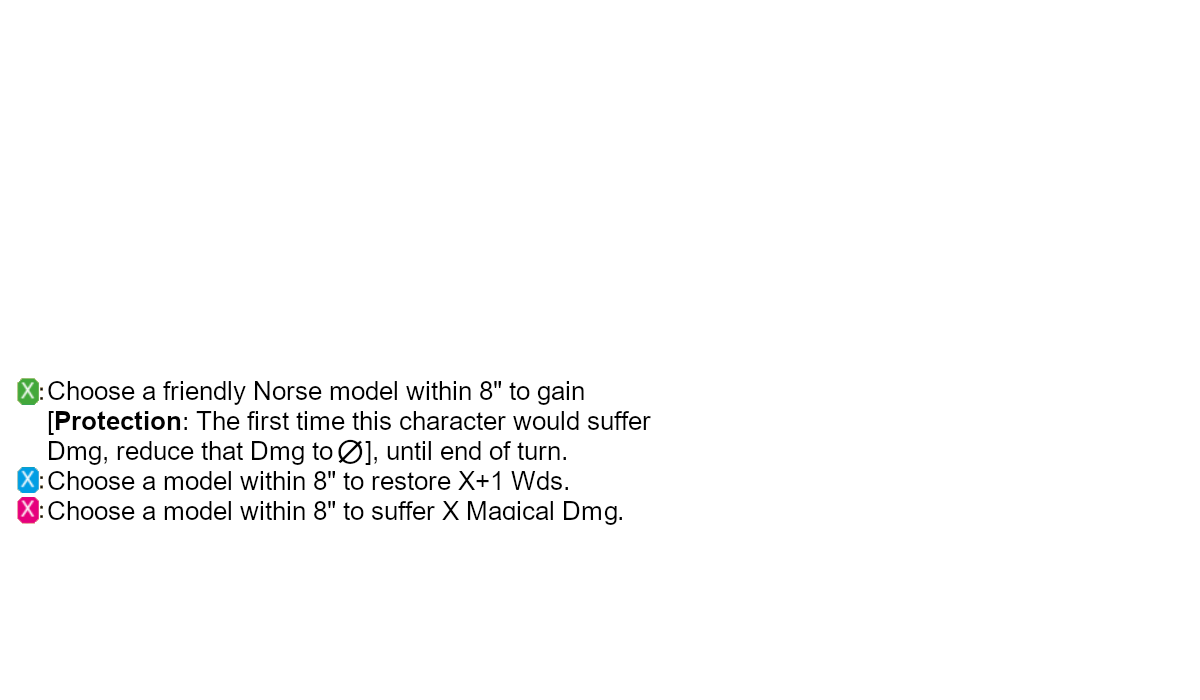 X:Choose a friendly Norse model within 8" to gain
[Protection: The first time this character would suffer
Dmg, reduce that Dmg to ∅], until end of turn.
X:Choose a model within 8" to restore X+1 Wds.
X:Choose a model within 8" to suffer X Magical Dmg.